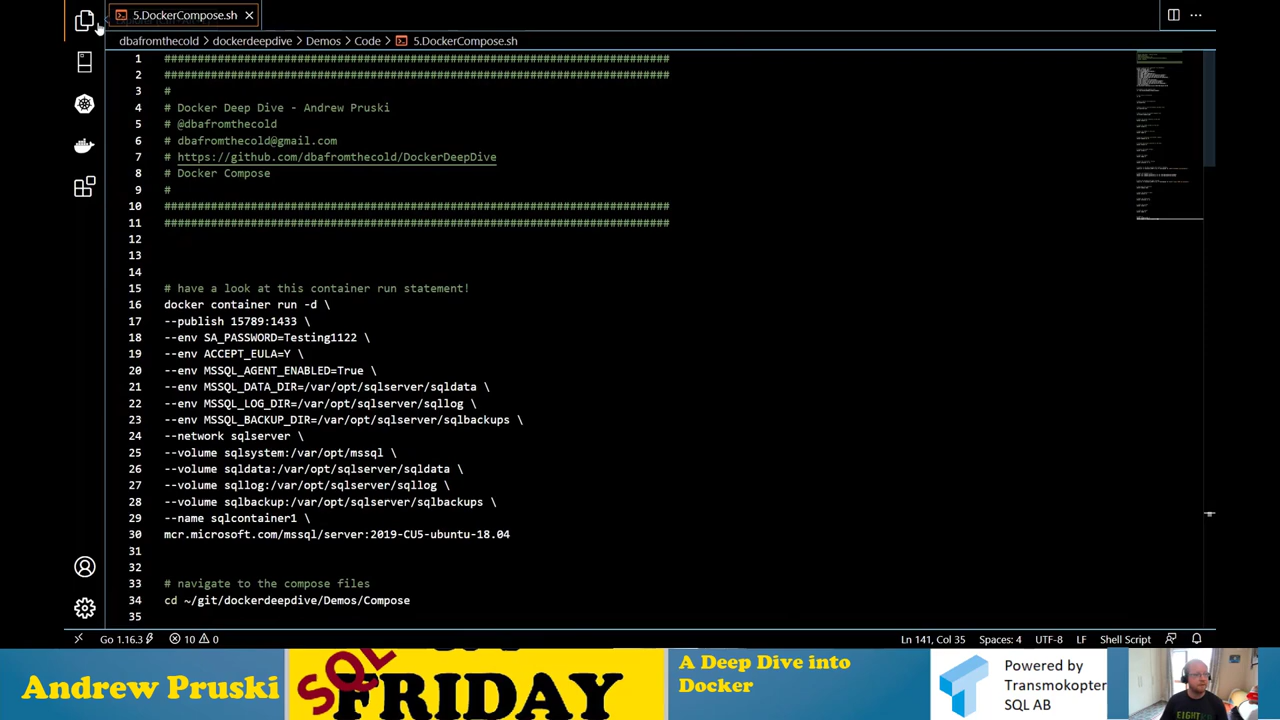 5.DockerCompose.sh
dbafromthecold > dockerdeepdive > Demos > Code > 5.DockerCompose.sh
1 ############################################################################
2 ############################################################################
3 #
4 # Docker Deep Dive - Andrew Pruski
5 # @dbafromthecold
6 # dbafromthecold@gmail.com
7 # https://github.com/dbafromthecold/DockerDeepDive
8 # Docker Compose
9 #
10 ############################################################################
11 ############################################################################
12
13
14
15 # have a look at this container run statement!
16 docker container run -d \
17 --publish 15789:1433 \
18 --env SA_PASSWORD=Testing1122 \
19 --env ACCEPT_EULA=Y \
20 --env MSSQL_AGENT_ENABLED=True \
21 --env MSSQL_DATA_DIR=/var/opt/sqlserver/sqldata \
22 --env MSSQL_LOG_DIR=/var/opt/sqlserver/sqllog \
23 --env MSSQL_BACKUP_DIR=/var/opt/sqlserver/sqlbackups \
24 --network sqlserver \
25 --volume sqlsystem:/var/opt/mssql \
26 --volume sqldata:/var/opt/sqlserver/sqldata \
27 --volume sqllog:/var/opt/sqlserver/sqllog \
28 --volume sqlbackup:/var/opt/sqlserver/sqlbackups \
29 --name sqlcontainer1 \
30 mcr.microsoft.com/mssql/server:2019-CU5-ubuntu-18.04
31
32
33 # navigate to the compose files
34 cd ~/git/dockerdeepdive/Demos/Compose
35
Go 1.16.3 10 0 Ln 141, Col 35 Spaces: 4 UTF-8 LF Shell Script
Andrew Pruski
SQL
FRIDAY
A Deep Dive into
Docker
Powered by
Transmokopter
SQL AB